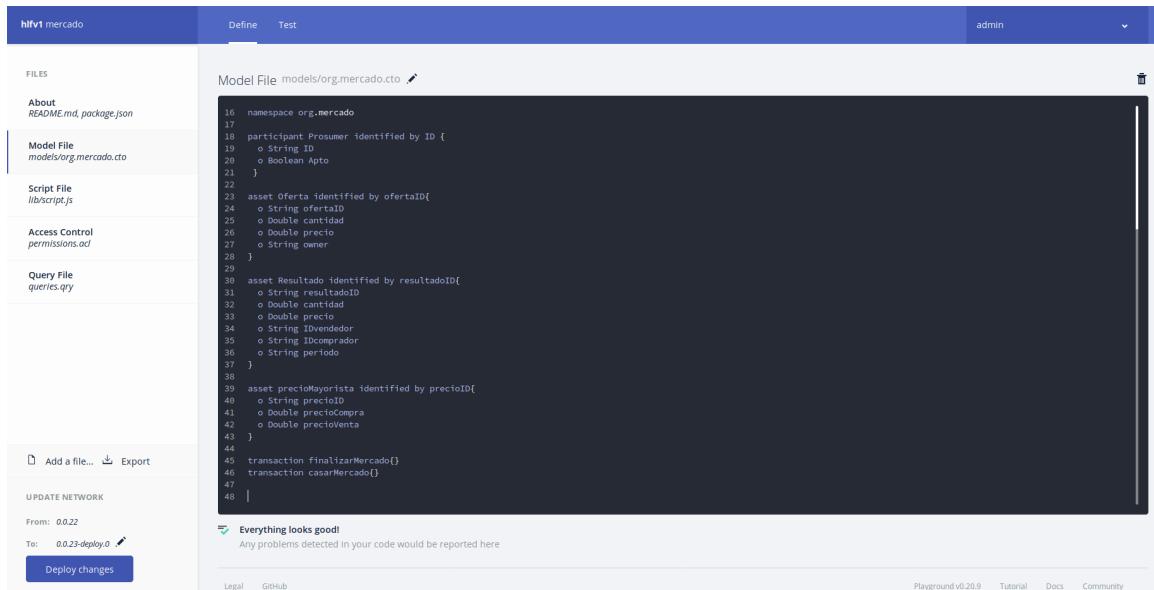 hlfv1 mercado
Define Test
admin
FILES
About
README.md, package.json
Model File
models/org.mercado.cto
Script File
lib/script.js
Access Control
permissions.acl
Query File
queries.qry
Add a file... Export
UPDATE NETWORK
From: 0.0.22
To: 0.0.23-deploy.0
Deploy changes
Model File models/org.mercado.cto
16 namespace org.mercado
17
18 participant Prosumer identified by ID {
19 o String ID
20 o Boolean Apto
21 }
22
23 asset Oferta identified by ofertaID{
24 o String ofertaID
25 o Double cantidad
26 o Double precio
27 o String owner
28 }
29
30 asset Resultado identified by resultadoID{
31 o String resultadoID
32 o Double cantidad
33 o Double precio
34 o String IDvendedor
35 o String IDcomprador
36 o String periodo
37 }
38
39 asset precioMayorista identified by precioID{
40 o String precioID
41 o Double precioCompra
42 o Double precioVenta
43 }
44
45 transaction finalizarMercado{}
46 transaction casarMercado{}
47
48
Everything looks good!
Any problems detected in your code would be reported here
Legal GitHub
Playground v0.20.9 Tutorial Docs Community